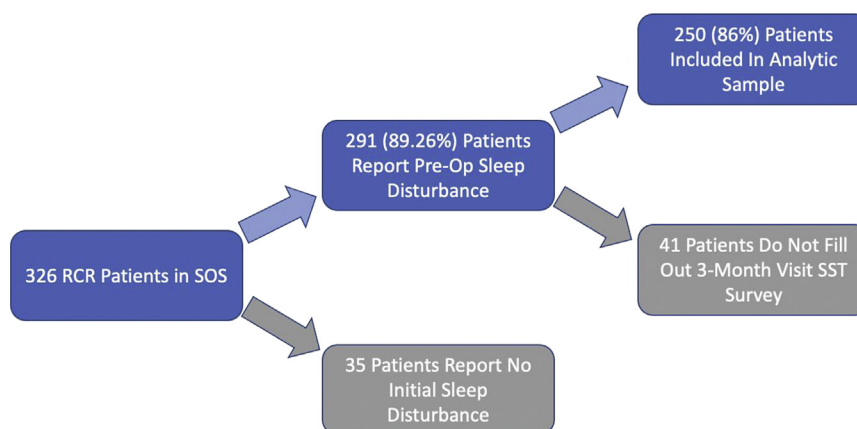 250 (86%) Patients
Included In Analytic
Sample
291 (89.26%) Patients
Report Pre-Op Sleep
Disturbance
326 RCR Patients in SOS
41 Patients Do Not Fill
Out 3-Month Visit SST
Survey
35 Patients Report No
Initial Sleep
Disturbance